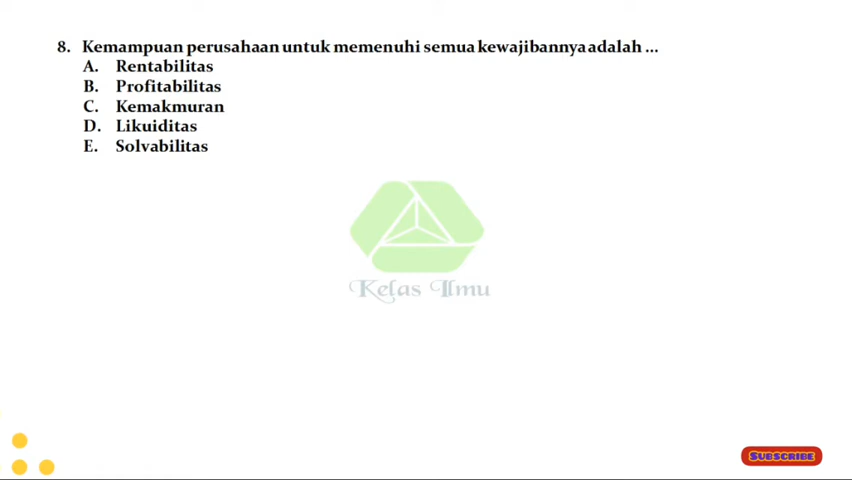 8. Kemampuan perusahaan untuk memenuhi semua kewajibannya adalah ...
A. Rentabilitas
B. Profitabilitas
C. Kemakmuran
D. Likuiditas
E. Solvabilitas
Kelas Ilmu
SUBSCRIBE